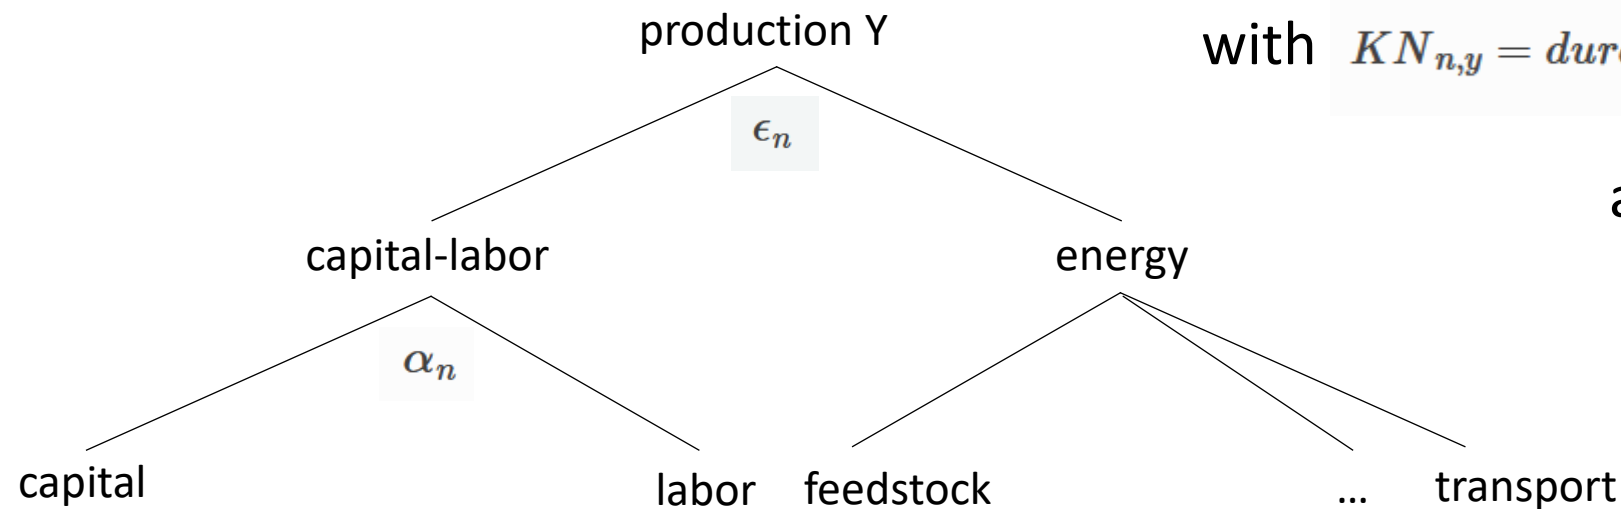 production Y
with KN_{n,y} = dur
a
ϵ_n
capital-labor
energy
α_n
capital
labor
feedstock
...
transport